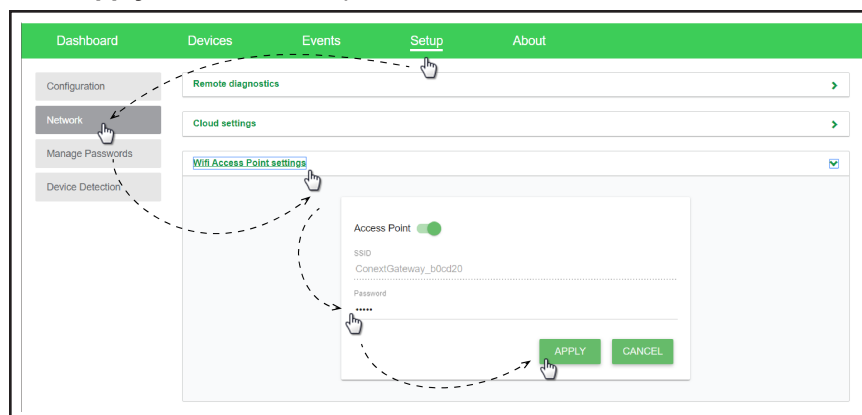 Dashboard Devices Events Setup About
Configuration
Network
Manage Passwords
Device Detection
Remote diagnostics
Cloud settings
Wifi Access Point settings
Access Point
SSID
ConextGateway_b0cd20
Password
•••••
APPLY CANCEL